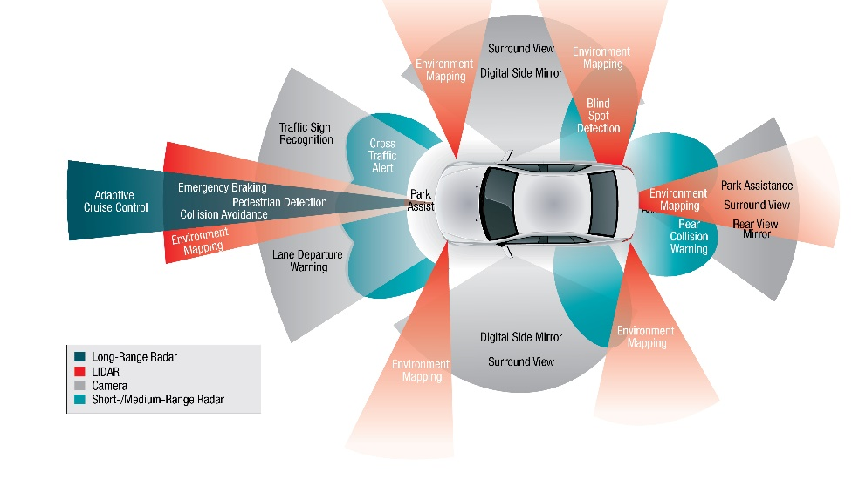 Surround View
Digital Side Mirror
Environment
Mapping
Environment
Mapping
Blind
Spot
Detection
Traffic Sign
Recognition
Cross
Traffic
Alert
Adaptive
Cruise Control
Emergency Braking
Pedestrian Detection
Collision Avoidance
Environment
Mapping
Lane Departure
Warning
Park
Assist
Environment
Mapping
Rear
Collision
Warning
Park Assistance
Surround View
Rear View
Mirror
Digital Side Mirror
Surround View
Environment
Mapping
Environment
Mapping
Long-Range Radar
LIDAR
Camera
Short-/Medium-Range Radar